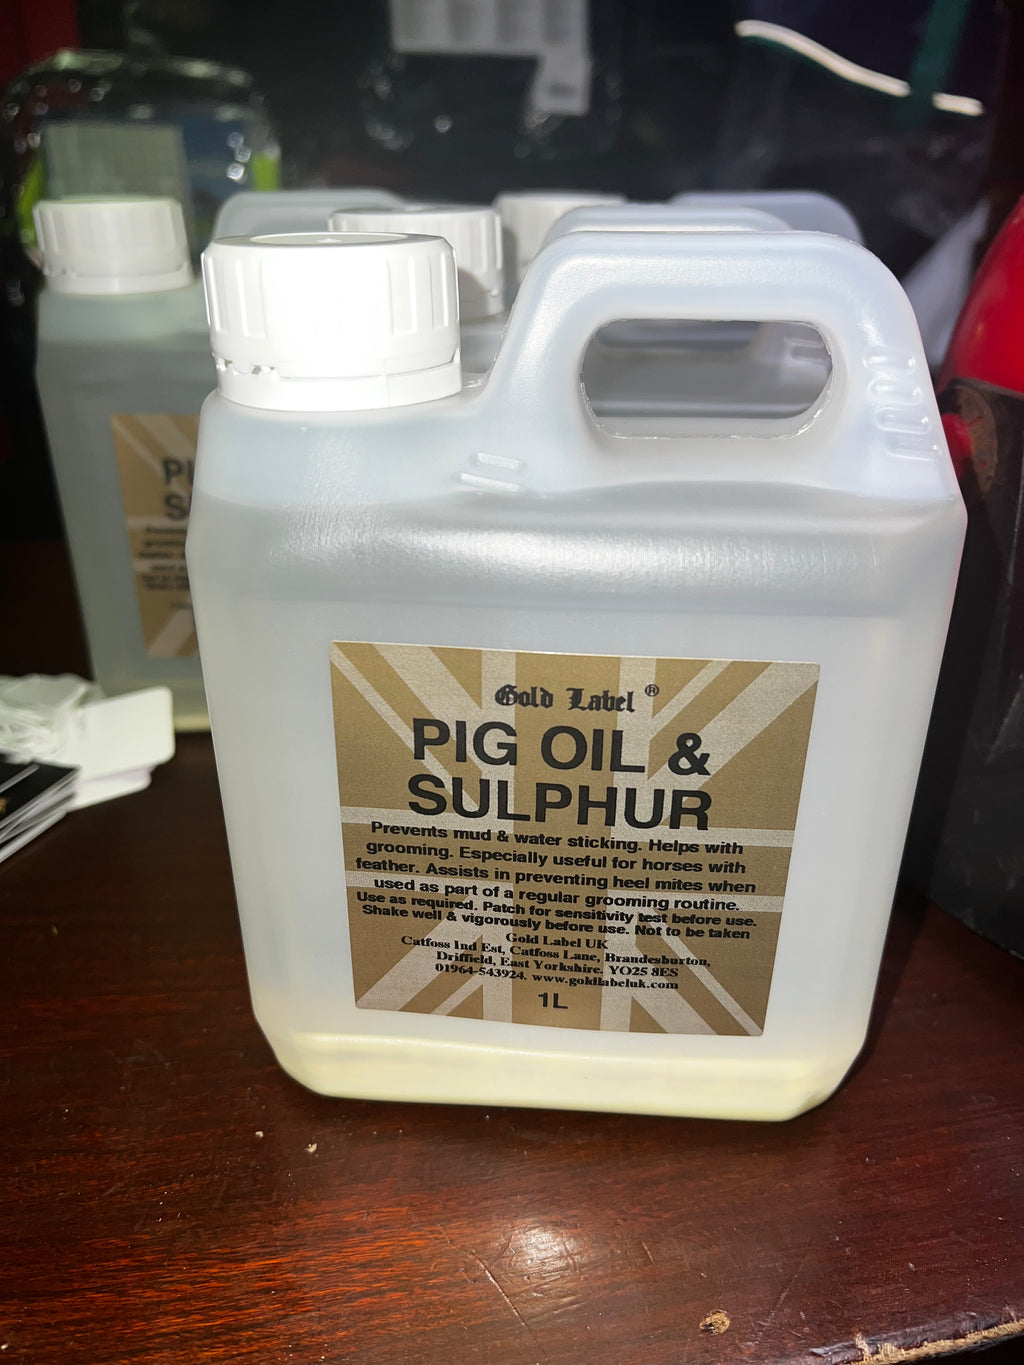 Gold Label ®
PIG OIL &
SULPHUR
Prevents mud & water sticking. Helps with
grooming. Especially useful for horses with
feather. Assists in preventing heel mites when
used as part of a regular grooming routine.
Use as required. Patch for sensitivity test before use.
Shake well & vigorously before use. Not to be taken
Gold Label UK
Catfoss Ind Est, Catfoss Lane, Brandesburton,
Driffield, East Yorkshire. YO25 8ES
01964-543924. www.goldlabeluk.com
1L